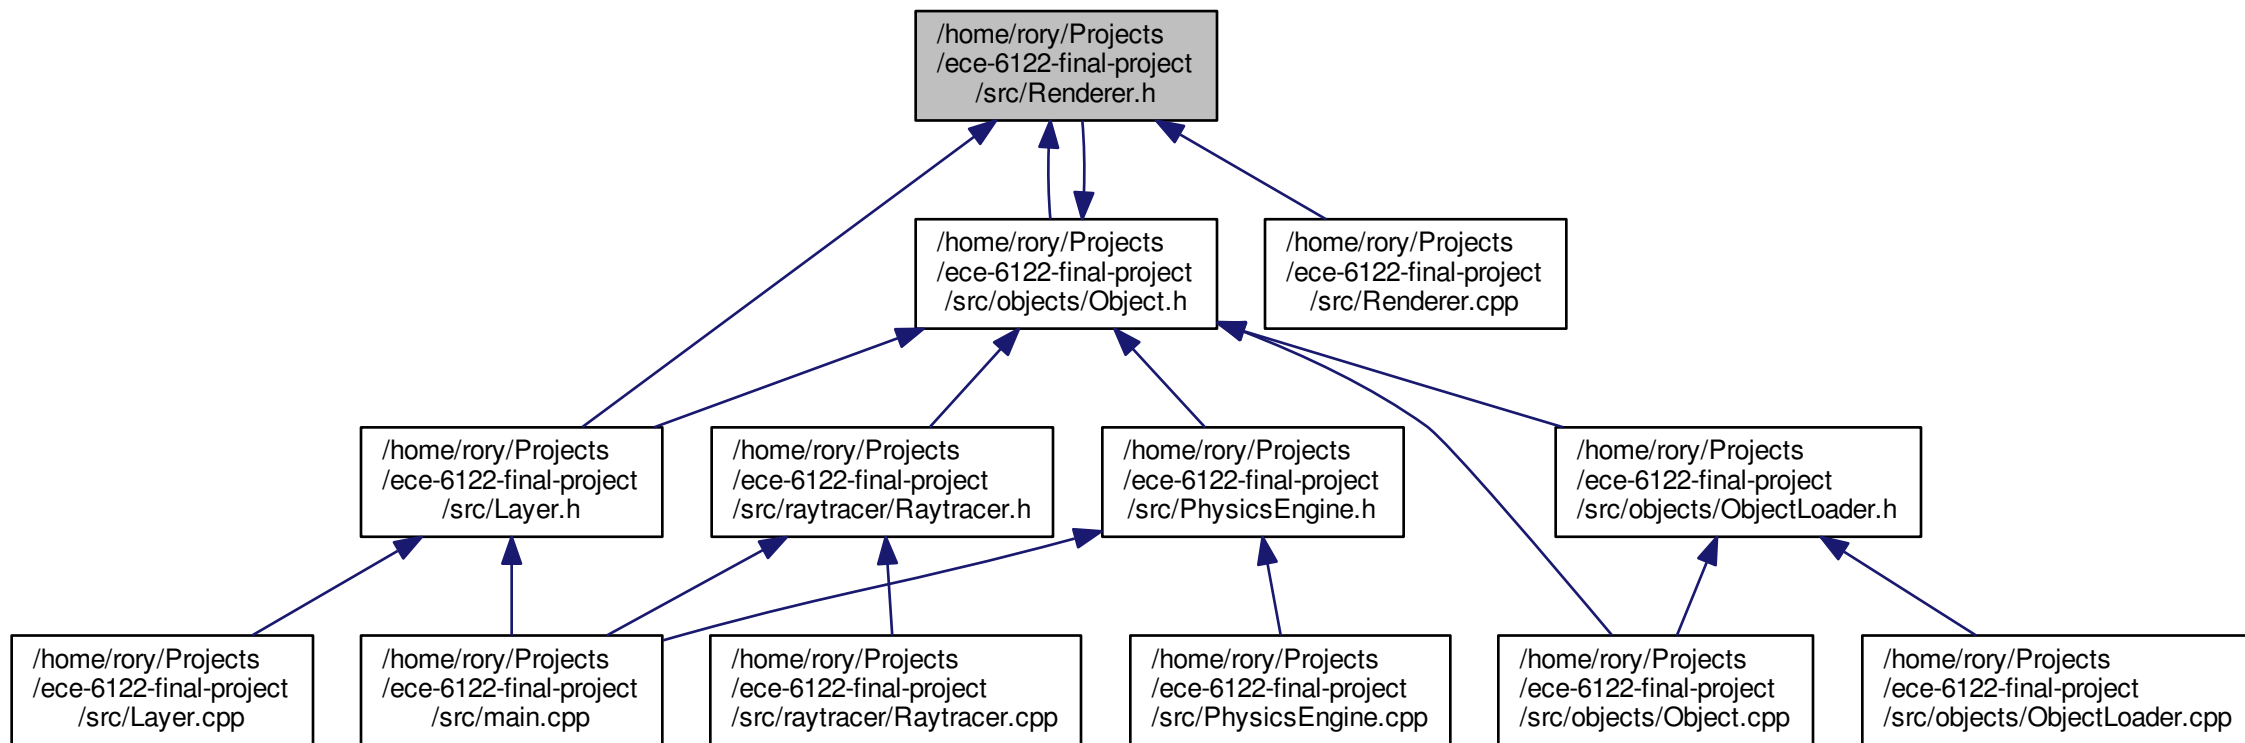 /home/rory/Projects
/ece-6122-final-project
/src/Renderer.h
/home/rory/Projects
/ece-6122-final-project
/src/objects/Object.h
/home/rory/Projects
/ece-6122-final-project
/src/Renderer.cpp
/home/rory/Projects
/ece-6122-final-project
/src/Layer.h
/home/rory/Projects
/ece-6122-final-project
/src/raytracer/Raytracer.h
/home/rory/Projects
/ece-6122-final-project
/src/PhysicsEngine.h
/home/rory/Projects
/ece-6122-final-project
/src/objects/ObjectLoader.h
/home/rory/Projects
/ece-6122-final-project
/src/Layer.cpp
/home/rory/Projects
/ece-6122-final-project
/src/main.cpp
/home/rory/Projects
/ece-6122-final-project
/src/raytracer/Raytracer.cpp
/home/rory/Projects
/ece-6122-final-project
/src/PhysicsEngine.cpp
/home/rory/Projects
/ece-6122-final-project
/src/objects/Object.cpp
/home/rory/Projects
/ece-6122-final-project
/src/objects/ObjectLoader.cpp